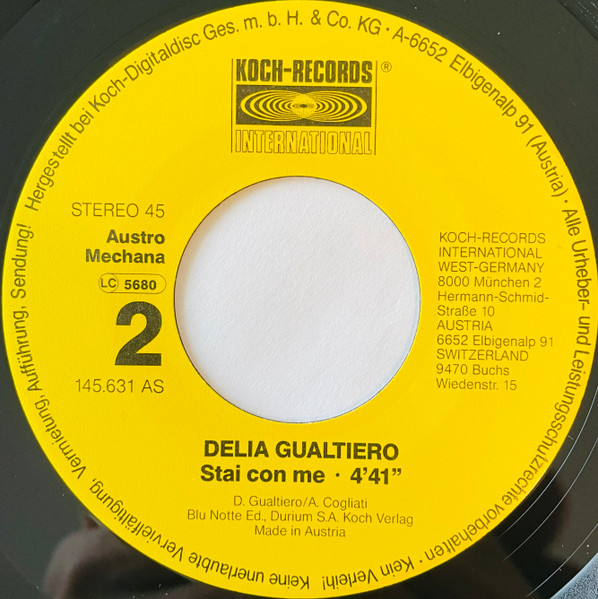 Hergestellt bei Koch-Digitaldisc Ges. m. b. H. & Co. KG · A-6652 Elbigenalp 91 (Austria) · Alle Urheber- und Leistungsschutzrechte vorbehalten · Kein Verleih! Keine unerlaubte Vervielfältigung, Vermietung, Aufführung, Sendung!
KOCH-RECORDS ®
INTERNATIONAL
STEREO 45
Austro
Mechana
LC 5680
2
145.631 AS
KOCH-RECORDS
INTERNATIONAL
WEST-GERMANY
8000 München 2
Hermann-Schmid-
Straße 10
AUSTRIA
6652 Elbigenalp 91
SWITZERLAND
9470 Buchs
Wiedenstr. 15
DELIA GUALTIERO
Stai con me · 4'41"
D. Gualtiero/A. Cogliati
Blu Notte Ed., Durium S.A. Koch Verlag
Made in Austria